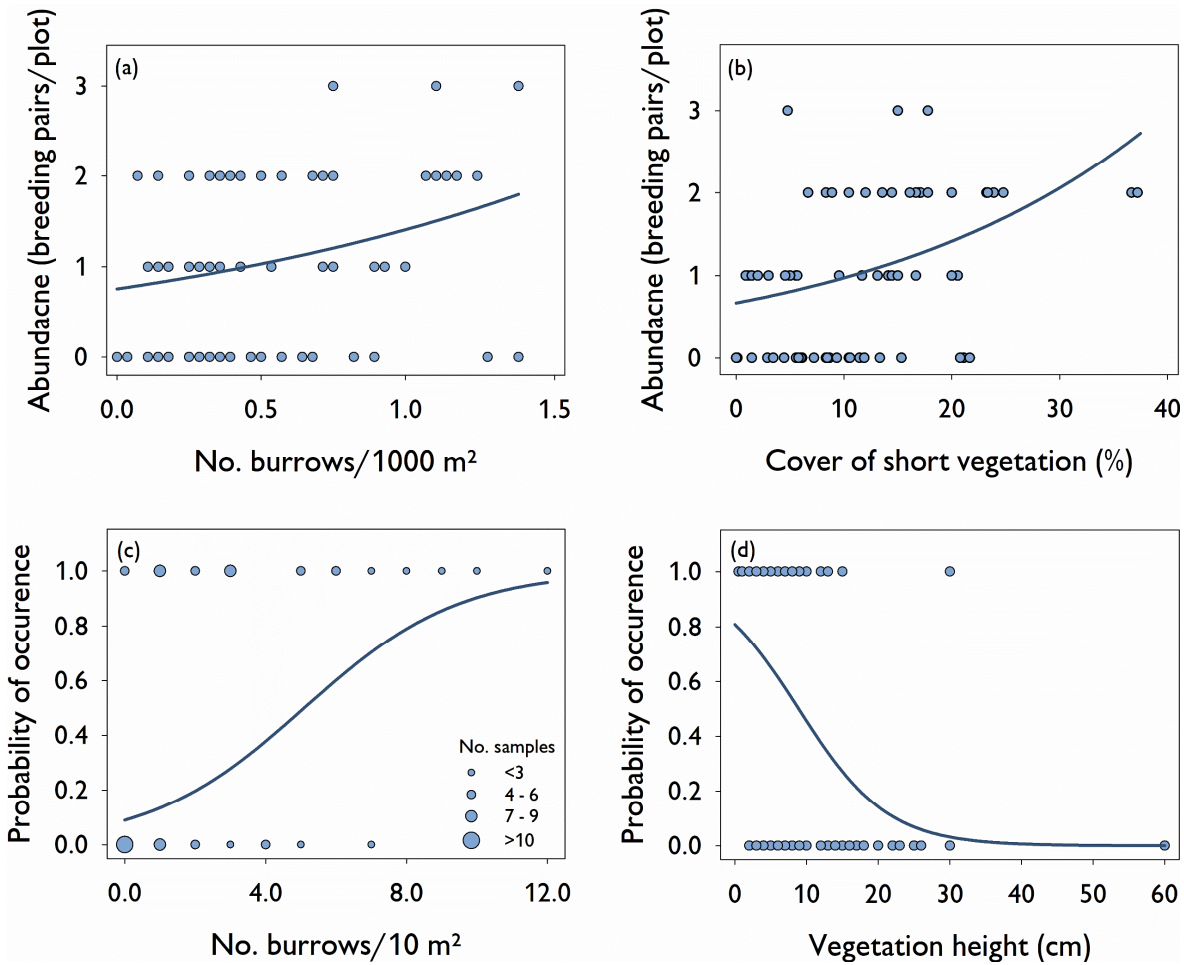 (a)
Abundacne (breeding pairs/plot)
3
2
1
0
0.0 0.5 1.0 1.5
No. burrows/1000 m²
(b)
Abundacne (breeding pairs/plot)
3
2
1
0
0 10 20 30 40
Cover of short vegetation (%)
(c)
Probability of occurence
1.0
0.8
0.6
0.4
0.2
0.0
No. samples
<3
4 - 6
7 - 9
>10
0.0 4.0 8.0 12.0
No. burrows/10 m²
(d)
Probability of occurence
1.0
0.8
0.6
0.4
0.2
0.0
0 10 20 30 40 50 60
Vegetation height (cm)